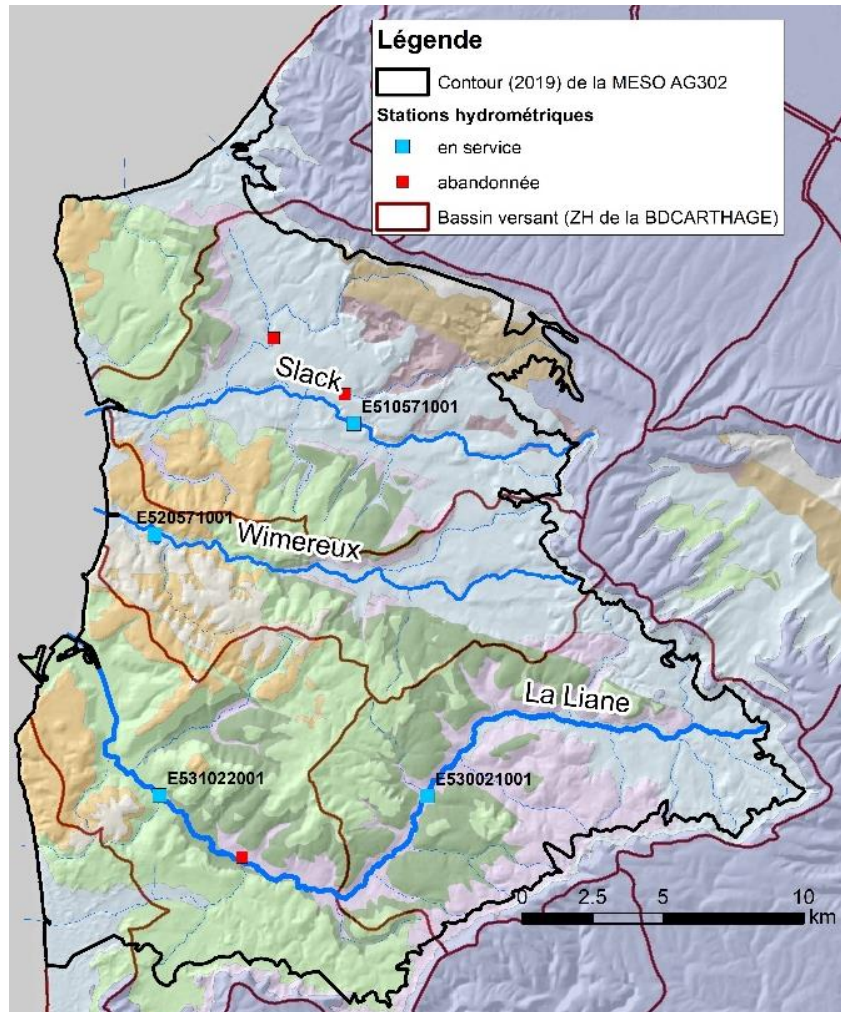 Légende
Contour (2019) de la MESO AG302
Stations hydrométriques
en service
abandonnée
Bassin versant (ZH de la BDCARTHAGE)
Slack
E510571001
E520571001
Wimereux
La Liane
E531022001
E530021001
0 2.5 5 10
km